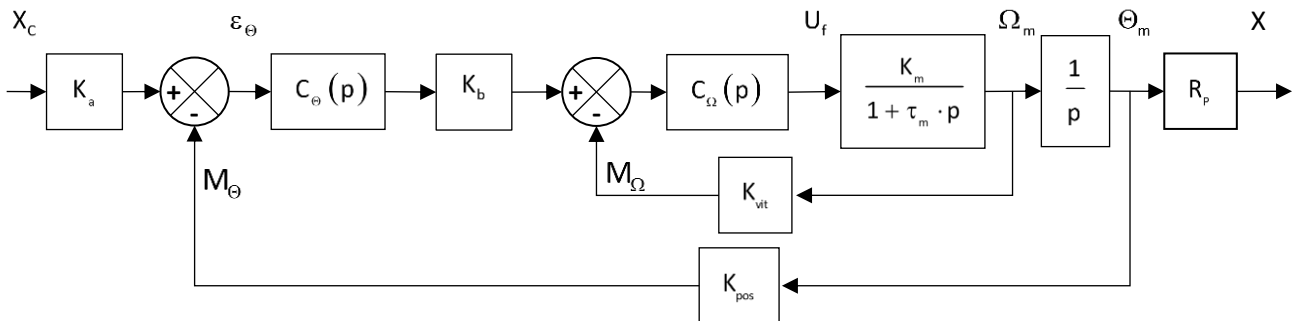 X_C
ε_Θ
U_f
Ω_m
Θ_m
X
K_a
+
-
C_Θ(p)
K_b
+
-
C_Ω(p)
K_m
1 + τ_m · p
1
p
R_P
M_Θ
M_Ω
K_vit
K_pos